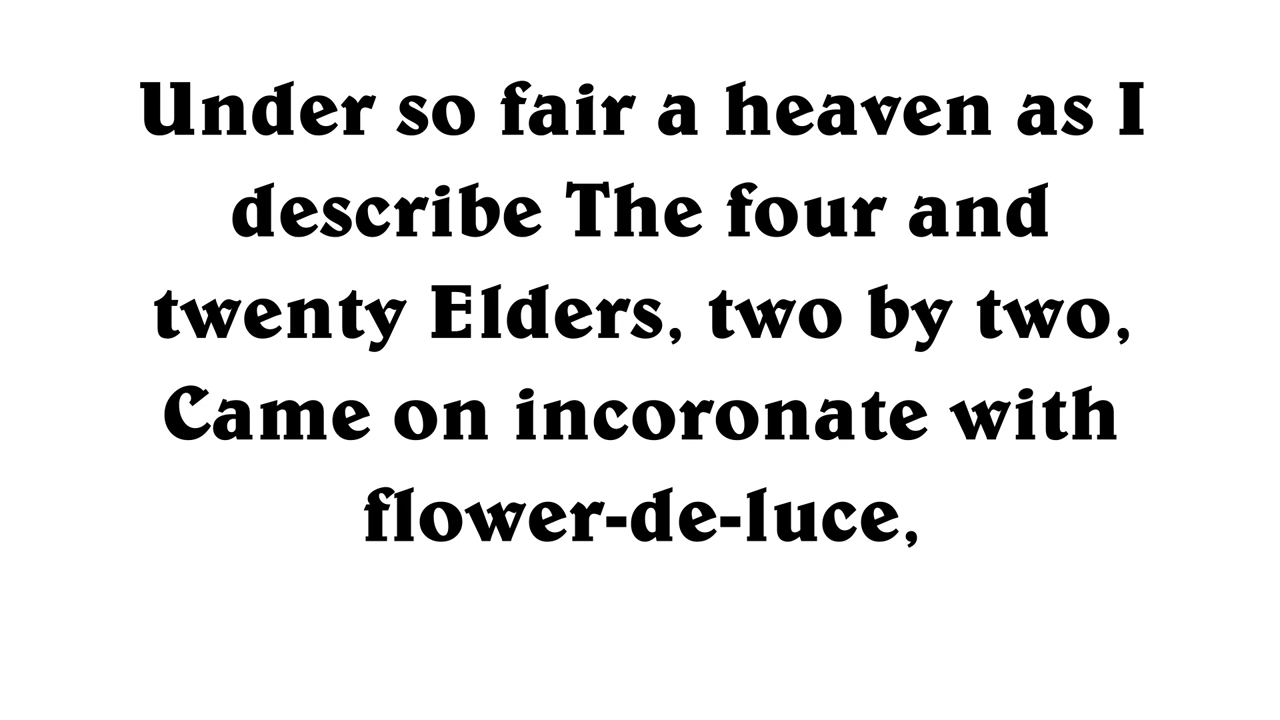 Under so fair a heaven as I
describe The four and
twenty Elders, two by two,
Came on incoronate with
flower-de-luce,